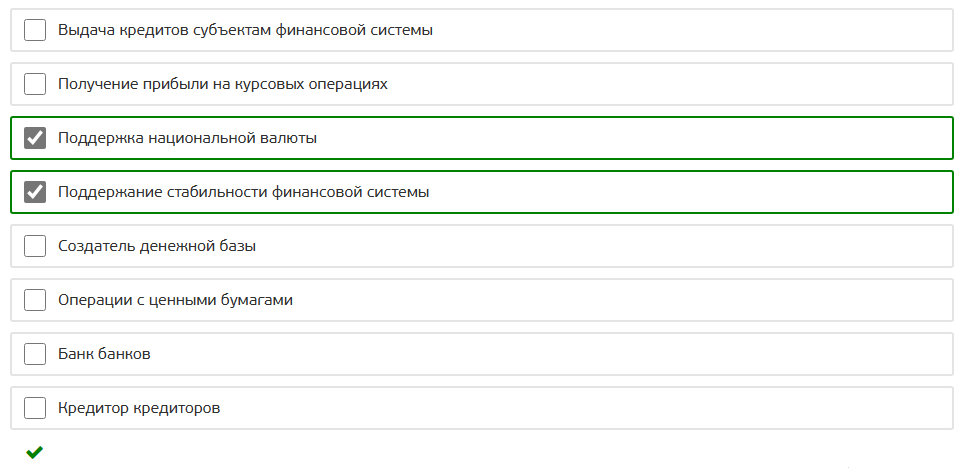 Выдача кредитов субъектам финансовой системы
Получение прибыли на курсовых операциях
Поддержка национальной валюты
Поддержание стабильности финансовой системы
Создатель денежной базы
Операции с ценными бумагами
Банк банков
Кредитор кредиторов